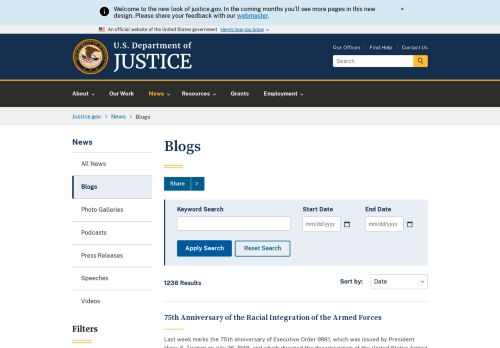 Welcome to the new look of justice.gov. In the coming months you'll see more pages in this new
design. Please share your feedback with our webmaster.
×
An official website of the United States government Here's how you know
U.S. Department of
JUSTICE
Our Offices Find Help Contact Us
Search
About Our Work News Resources Grants Employment
Justice.gov > News > Blogs
News
All News
Blogs
Photo Galleries
Podcasts
Press Releases
Speeches
Videos
Filters
Blogs
Share
Keyword Search Start Date End Date
mm/dd/yyyy mm/dd/yyyy
Apply Search Reset Search
1238 Results Sort by: Date
75th Anniversary of the Racial Integration of the Armed Forces
Last week marks the 75th anniversary of Executive Order 9981, which was issued by President